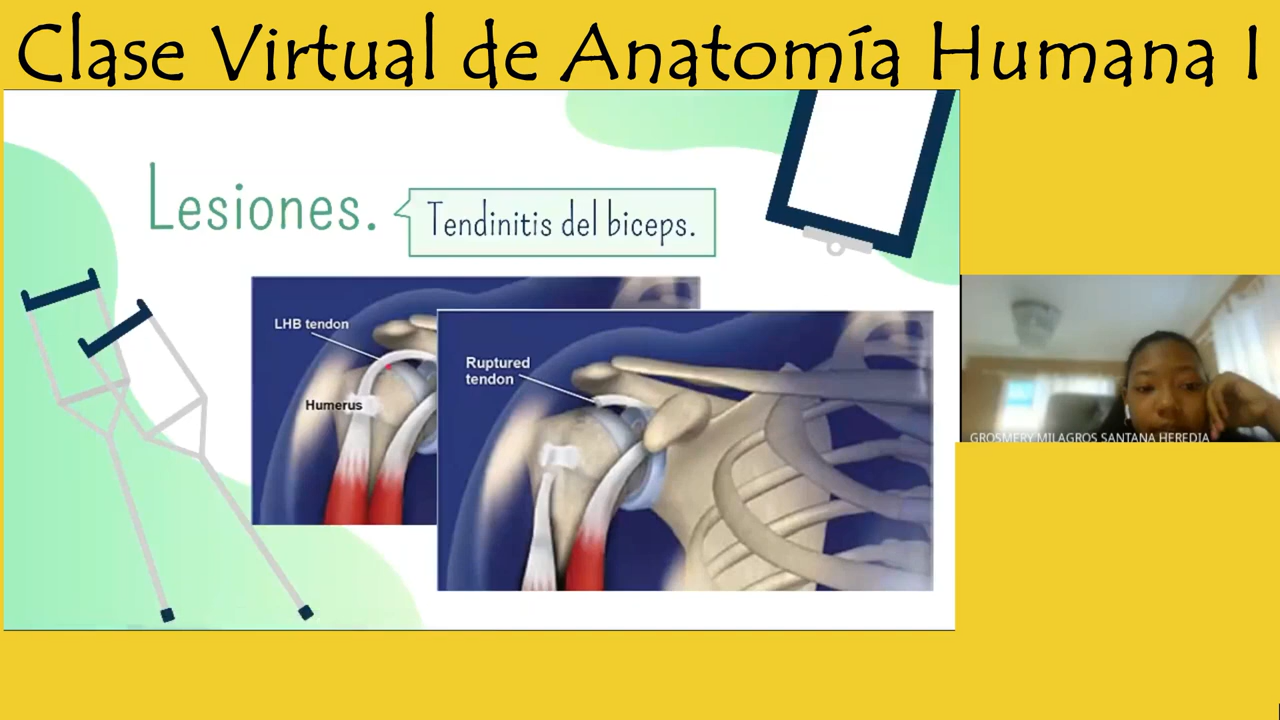 Clase Virtual de Anatomía Humana I
Lesiones.
Tendinitis del biceps.
LHB tendon
Humerus
Ruptured
tendon
GROSMERY MILAGROS SANTANA HEREDIA